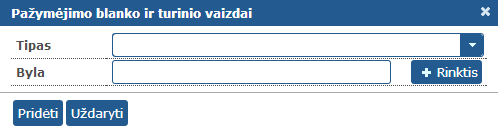 Pažymėjimo blanko ir turinio vaizdai
Tipas
Byla
Rinktis
Pridėti Uždaryti